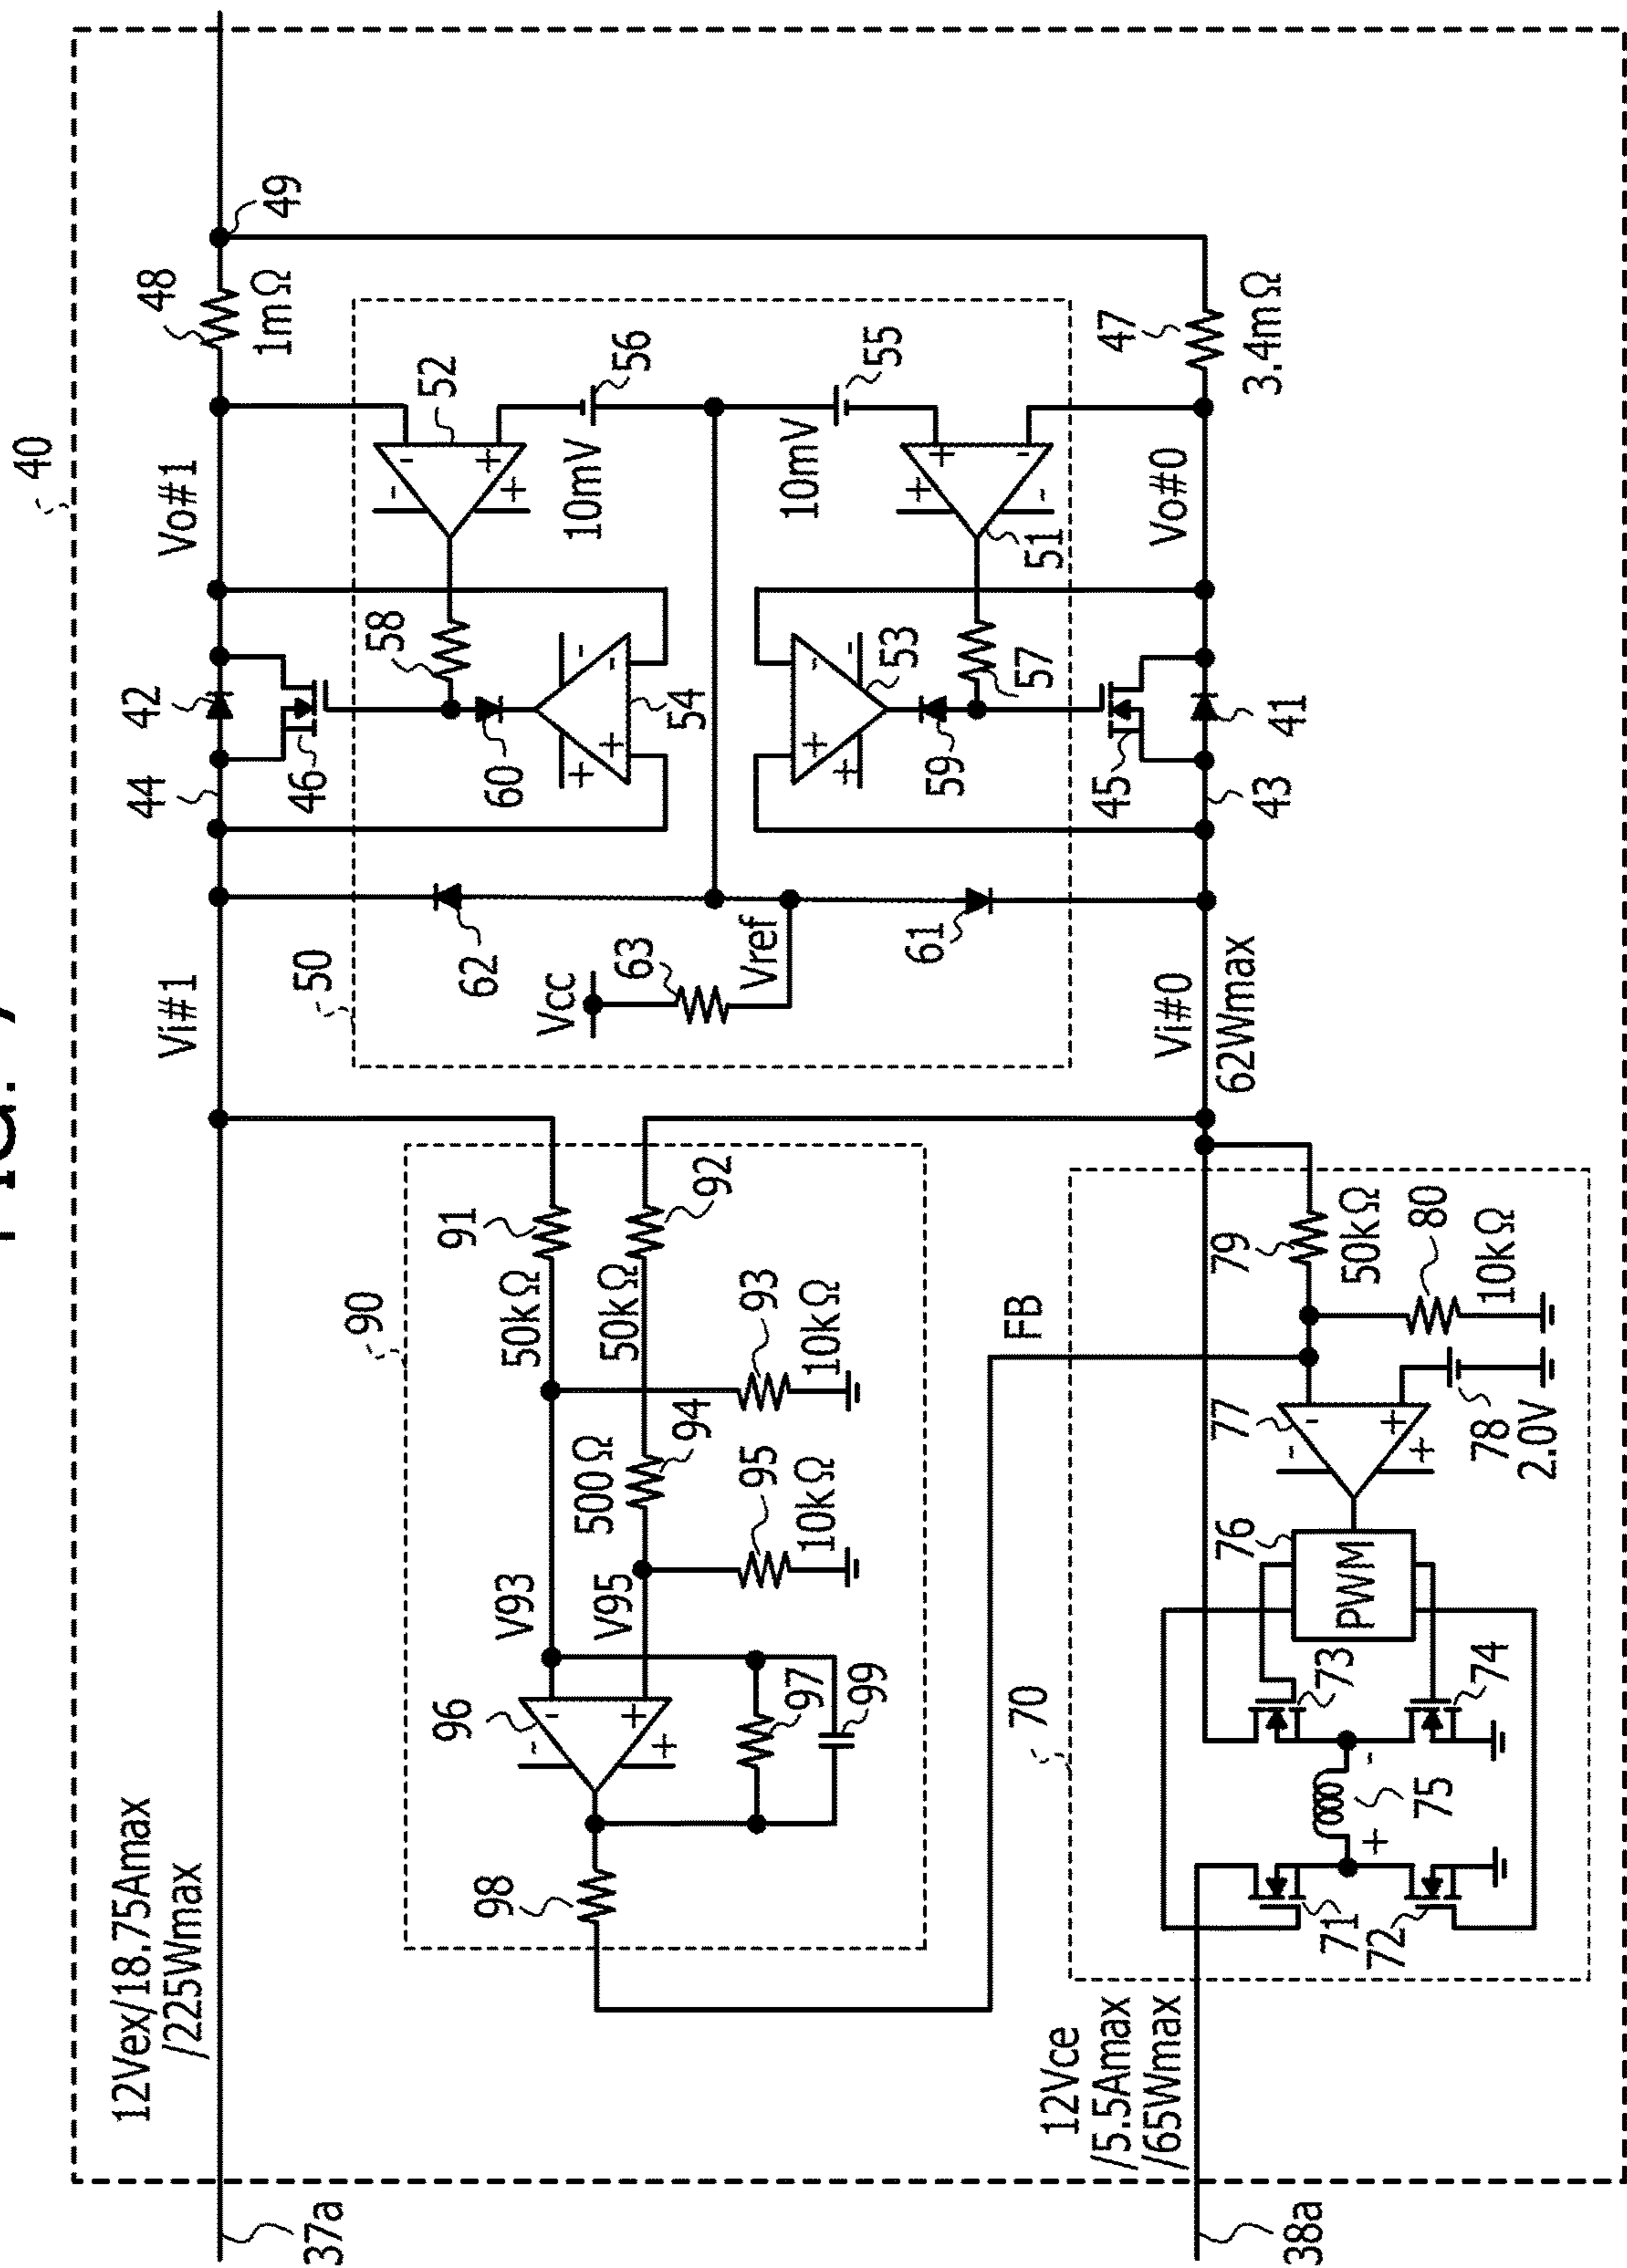 40
12Vex/18.75Amax
/225Wmax
37a
Vi#1
44
42
Vo#1
48
1mΩ
49
50
46
58
52
-
-
+
+
56
10mV
60
54
+
+
-
-
62
Vcc
63
Vref
10mV
55
53
+
+
-
-
59
57
51
+
+
-
-
61
45
43
41
Vi#0
62Wmax
Vo#0
47
3.4mΩ
90
91
50kΩ
92
50kΩ
93
10kΩ
500Ω
94
95
10kΩ
V93
V95
96
-
-
+
+
97
99
98
FB
70
12Vce
/5.5Amax
/65Wmax
38a
71
72
+
75
-
73
74
76
PWM
77
-
-
+
+
78
2.0V
79
50kΩ
80
10kΩ